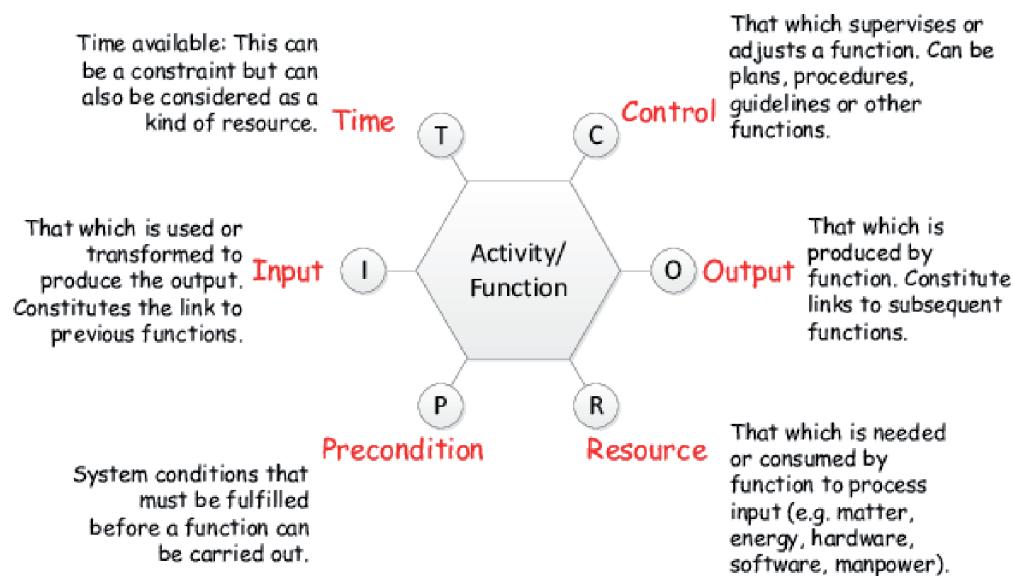 Time available: This can
be a constraint but can
also be considered as a
kind of resource.
Time
T
C
Control
That which supervises or
adjusts a function. Can be
plans, procedures,
guidelines or other
functions.
That which is used or
transformed to
produce the output.
Constitutes the link to
previous functions.
Input
I
Activity/
Function
O
Output
That which is
produced by
function. Constitute
links to subsequent
functions.
P
Precondition
System conditions that
must be fulfilled
before a function can
be carried out.
R
Resource
That which is needed
or consumed by
function to process
input (e.g. matter,
energy, hardware,
software, manpower).